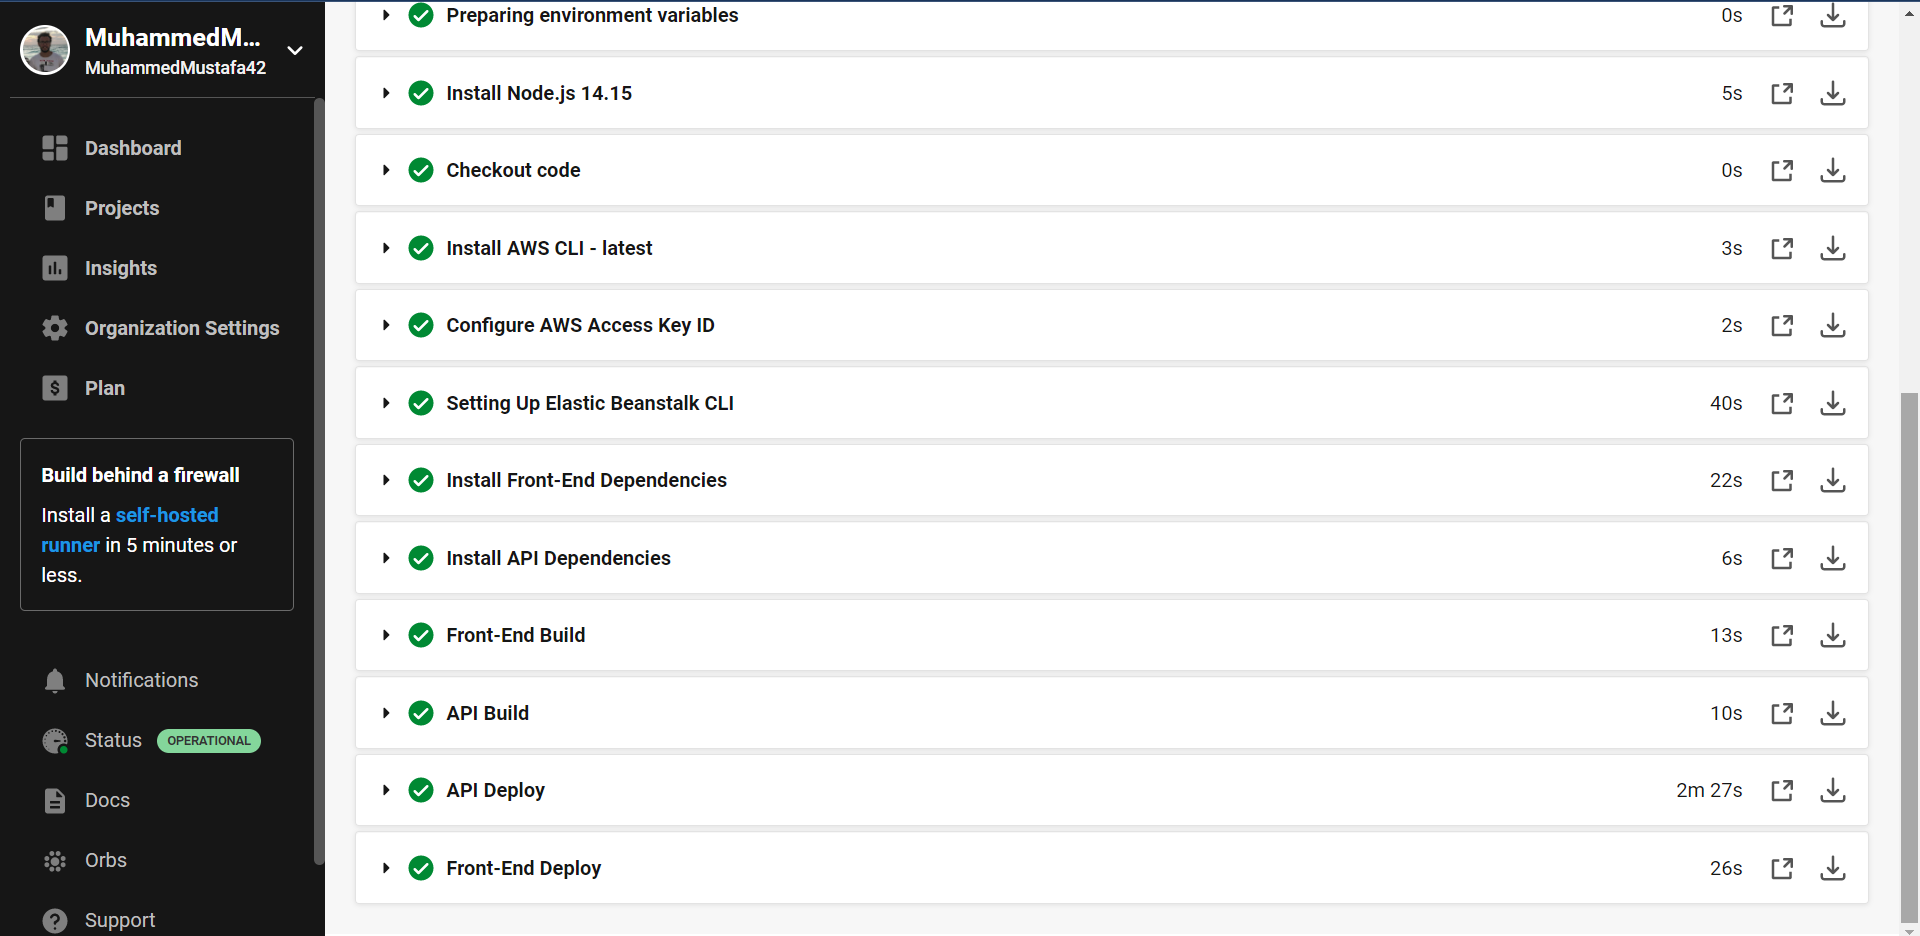 MuhammedM...
MuhammedMustafa42
Dashboard
Projects
Insights
Organization Settings
Plan
Build behind a firewall
Install a self-hosted
runner in 5 minutes or
less.
Notifications
Status OPERATIONAL
Docs
Orbs
Support
Preparing environment variables 0s
Install Node.js 14.15 5s
Checkout code 0s
Install AWS CLI - latest 3s
Configure AWS Access Key ID 2s
Setting Up Elastic Beanstalk CLI 40s
Install Front-End Dependencies 22s
Install API Dependencies 6s
Front-End Build 13s
API Build 10s
API Deploy 2m 27s
Front-End Deploy 26s